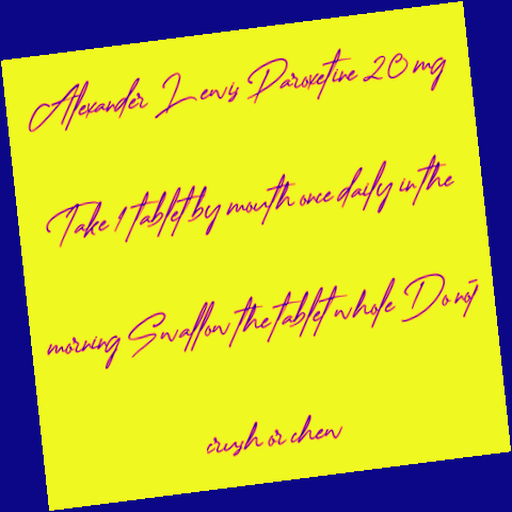 Alexander Lewis Paroxetine 20 mg
Take 1 tablet by mouth once daily in the
morning Swallow the tablet whole Do not
crush or chew